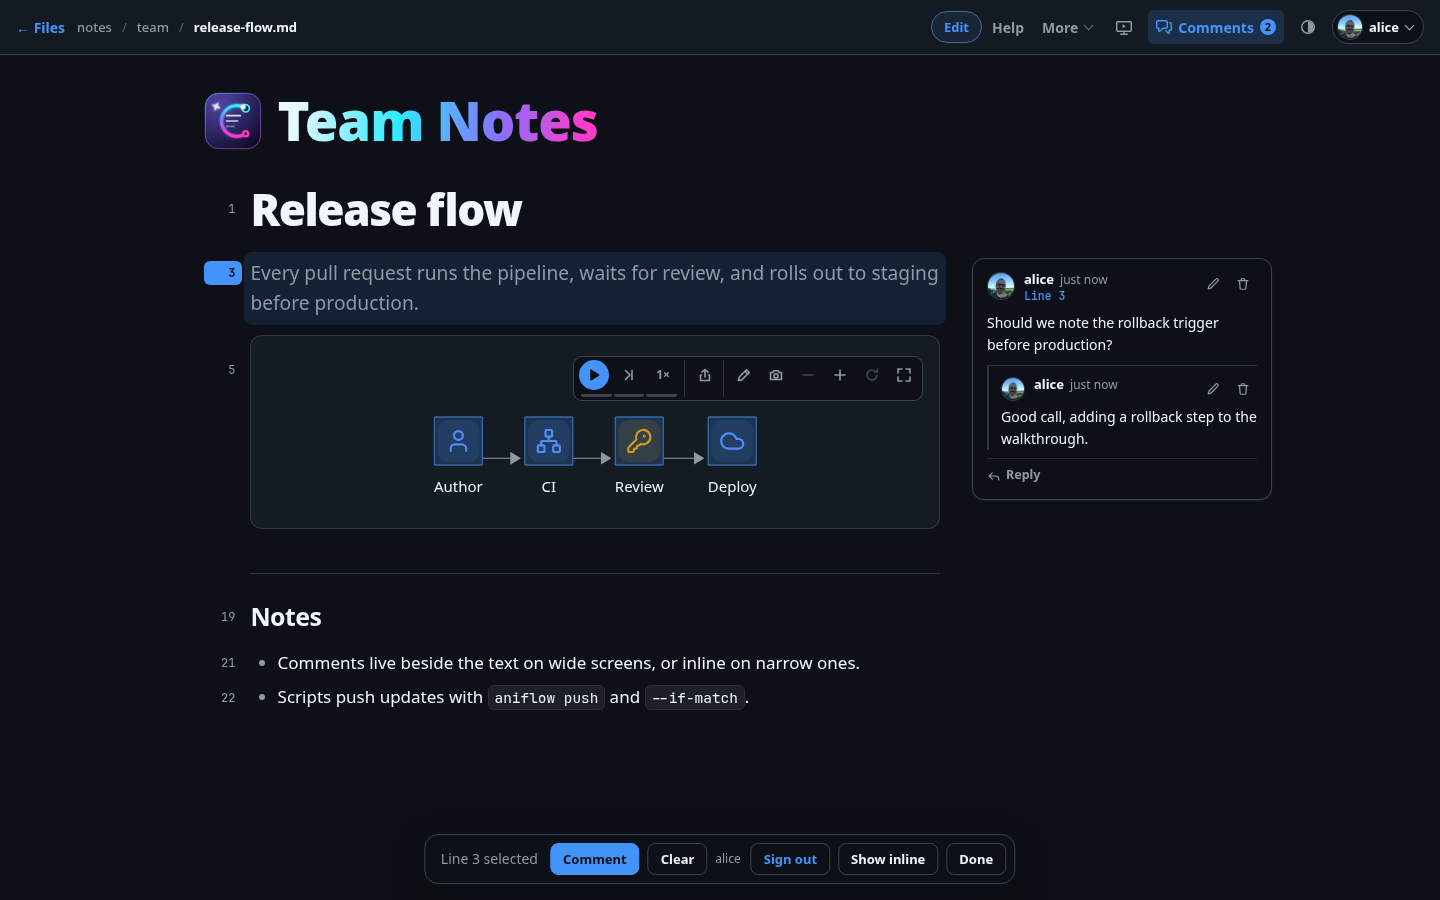 ← Files notes / team / release-flow.md Edit Help More Comments 2 alice
Team Notes
1 Release flow
3 Every pull request runs the pipeline, waits for review, and rolls out to staging
before production.
alice just now
Line 3
Should we note the rollback trigger
before production?
alice just now
Good call, adding a rollback step to the
walkthrough.
Reply
5
1×
Author CI Review Deploy
19 Notes
21 • Comments live beside the text on wide screens, or inline on narrow ones.
22 • Scripts push updates with aniflow push and --if-match.
Line 3 selected Comment Clear alice Sign out Show inline Done